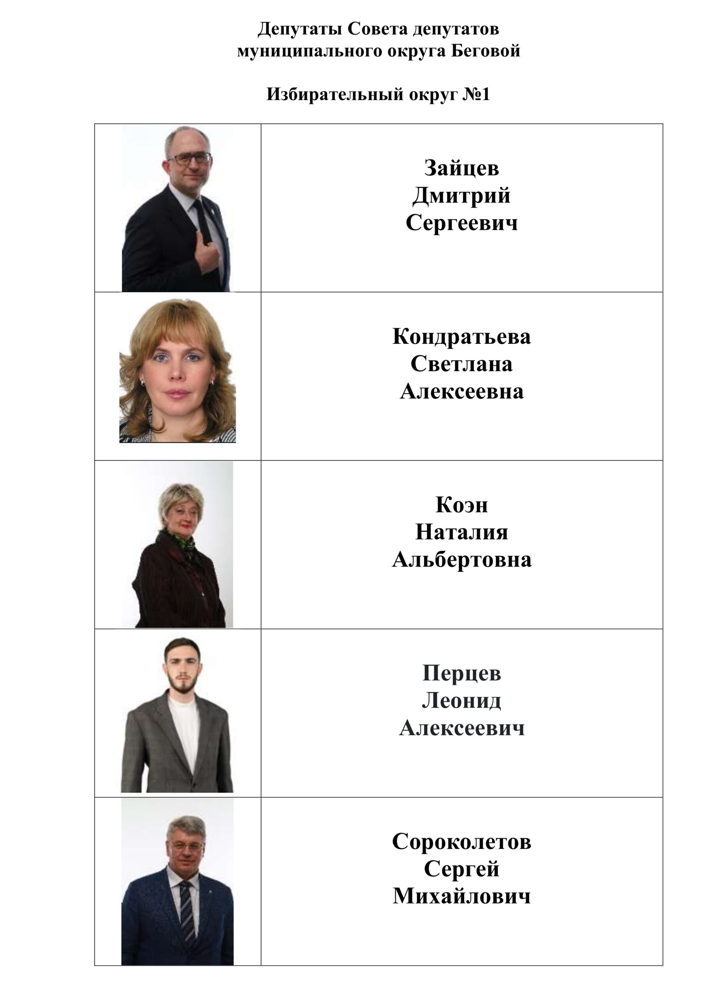 Депутаты Совета депутатов
муниципального округа Беговой
Избирательный округ №1
Зайцев
Дмитрий
Сергеевич
Кондратьева
Светлана
Алексеевна
Коэн
Наталия
Альбертовна
Перцев
Леонид
Алексеевич
Сороколетов
Сергей
Михайлович